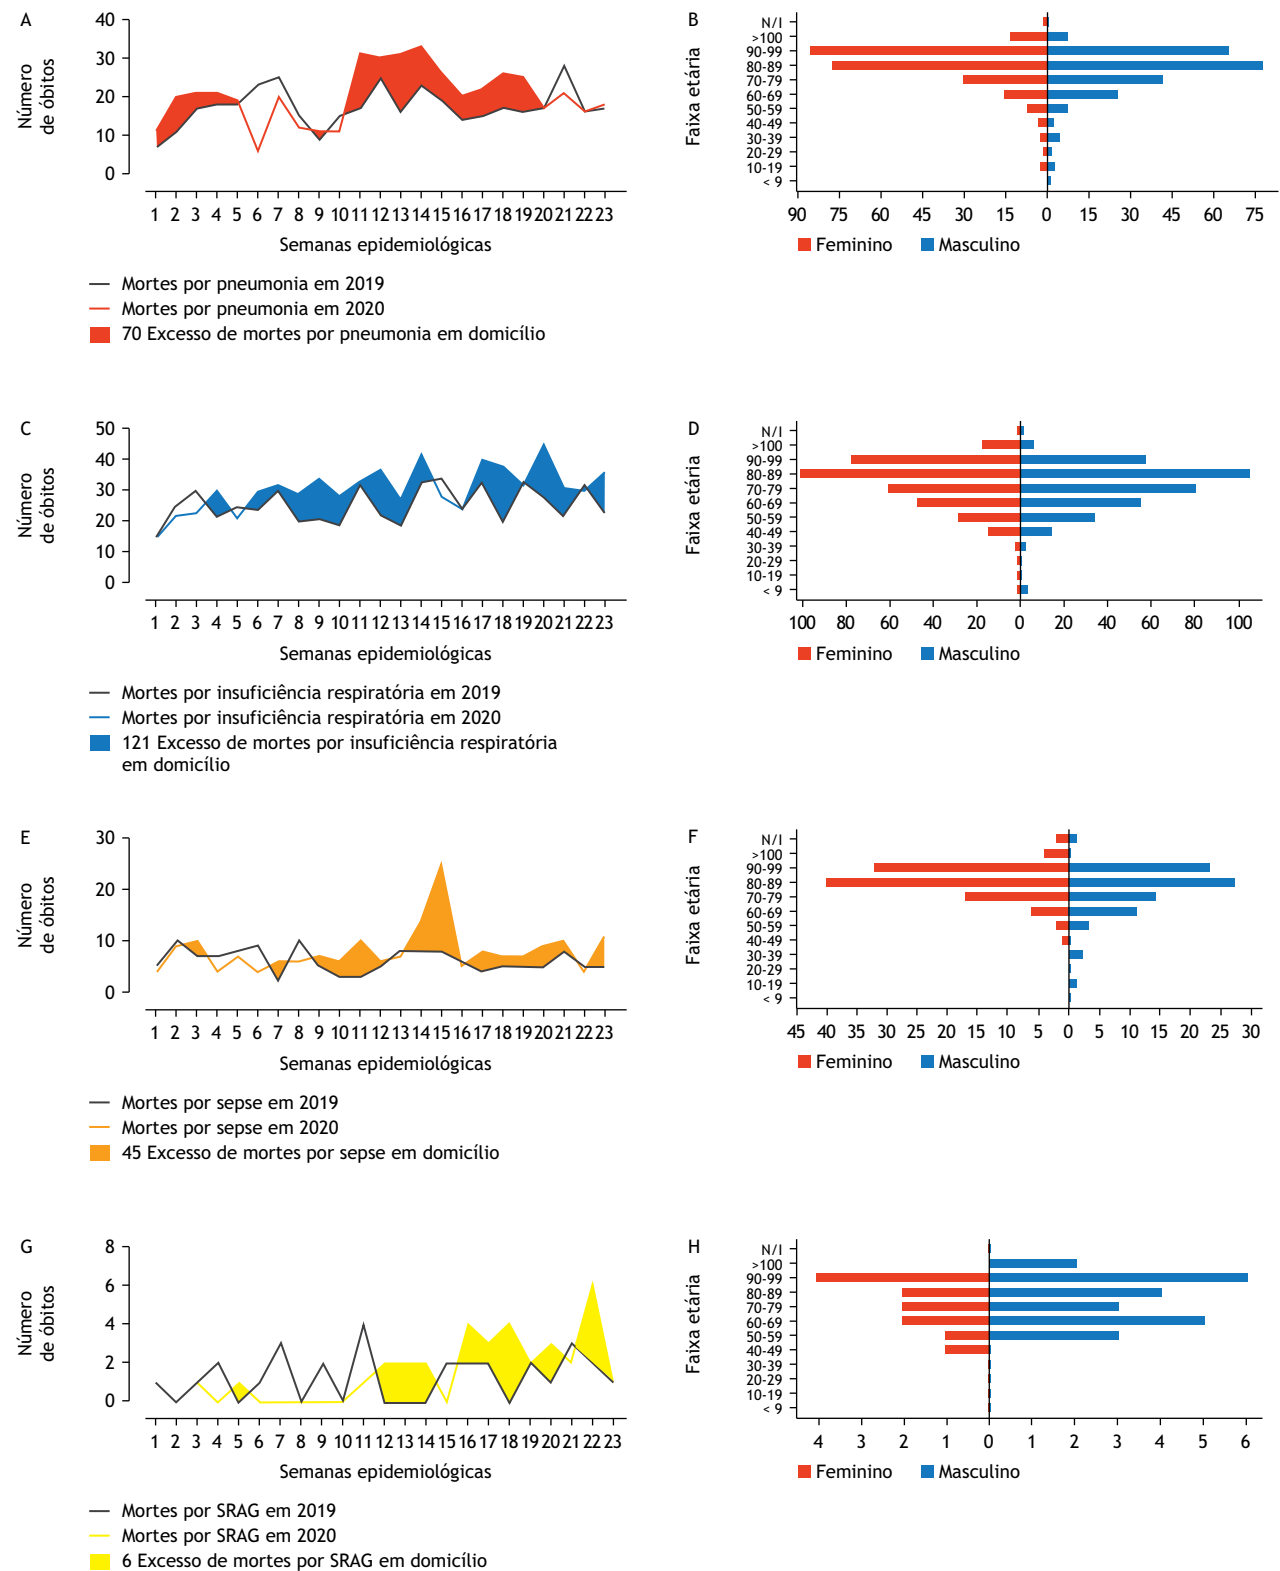 A
Número
de óbitos
40
30
20
10
0
1 2 3 4 5 6 7 8 9 10 11 12 13 14 15 16 17 18 19 20 21 22 23
Semanas epidemiológicas
Mortes por pneumonia em 2019
Mortes por pneumonia em 2020
70 Excesso de mortes por pneumonia em domicílio
B
Faixa etária
N/I
>100
90-99
80-89
70-79
60-69
50-59
40-49
30-39
20-29
10-19
< 9
90 75 60 45 30 15 0 15 30 45 60 75
Feminino Masculino
C
Número
de óbitos
50
40
30
20
10
0
1 2 3 4 5 6 7 8 9 10 11 12 13 14 15 16 17 18 19 20 21 22 23
Semanas epidemiológicas
Mortes por insuficiência respiratória em 2019
Mortes por insuficiência respiratória em 2020
121 Excesso de mortes por insuficiência respiratória
em domicílio
D
Faixa etária
N/I
>100
90-99
80-89
70-79
60-69
50-59
40-49
30-39
20-29
10-19
< 9
100 80 60 40 20 0 20 40 60 80 100
Feminino Masculino
E
Número
de óbitos
30
20
10
0
1 2 3 4 5 6 7 8 9 10 11 12 13 14 15 16 17 18 19 20 21 22 23
Semanas epidemiológicas
Mortes por sepse em 2019
Mortes por sepse em 2020
45 Excesso de mortes por sepse em domicílio
F
Faixa etária
N/I
>100
90-99
80-89
70-79
60-69
50-59
40-49
30-39
20-29
10-19
< 9
45 40 35 30 25 20 15 10 5 0 5 10 15 20 25 30
Feminino Masculino
G
Número
de óbitos
8
6
4
2
0
1 2 3 4 5 6 7 8 9 10 11 12 13 14 15 16 17 18 19 20 21 22 23
Semanas epidemiológicas
Mortes por SRAG em 2019
Mortes por SRAG em 2020
6 Excesso de mortes por SRAG em domicílio
H
Faixa etária
N/I
>100
90-99
80-89
70-79
60-69
50-59
40-49
30-39
20-29
10-19
< 9
4 3 2 1 0 1 2 3 4 5 6
Feminino Masculino